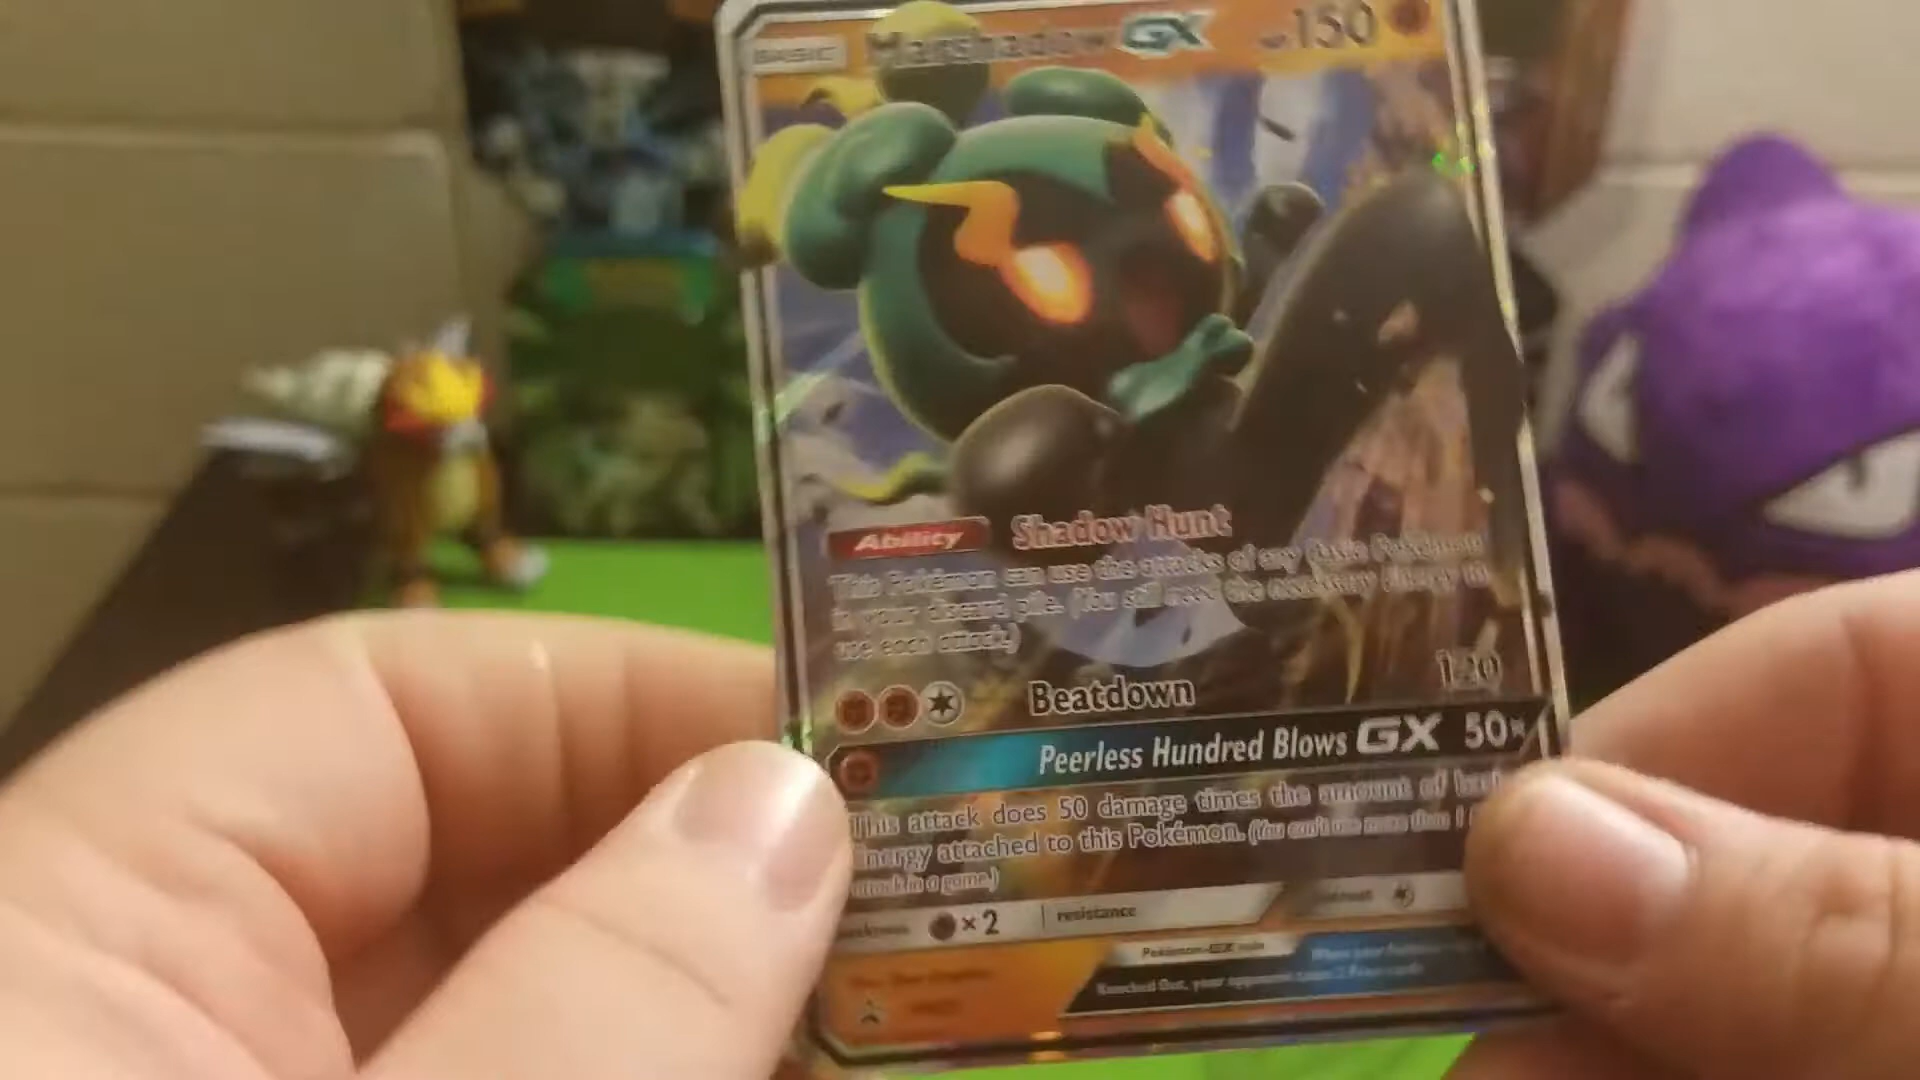 BASIC Marshadow GX 150
Ability Shadow Hunt
This Pokémon can use the attacks of any Basic Pokémon
in your discard pile. (You still need the necessary Energy to
use each attack.)
Beatdown 120
Peerless Hundred Blows GX 50×
This attack does 50 damage times the amount of
Energy attached to this Pokémon. (You can't use more than 1
attack in a game.)
weakness ×2 resistance retreat
Pokémon-GX rule When your
Knocked Out, your opponent takes 2 Prize cards